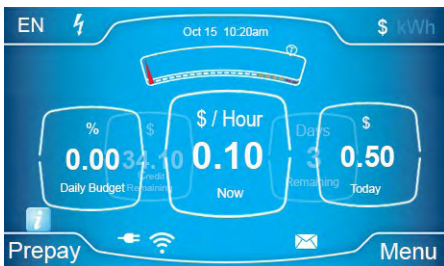 EN
Oct 15 10:20am
$ kWh
?
%
0.00
Daily Budget
$
34.10
Credit
Remaining
$ / Hour
0.10
Now
Days
3
Remaining
$
0.50
Today
i
Prepay
Menu